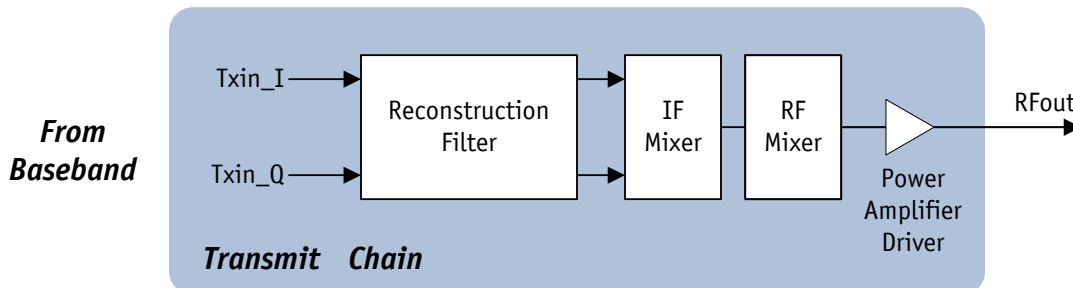 From
Baseband
Txin_I
Txin_Q
Reconstruction
Filter
IF
Mixer
RF
Mixer
Power
Amplifier
Driver
RFout
Transmit Chain